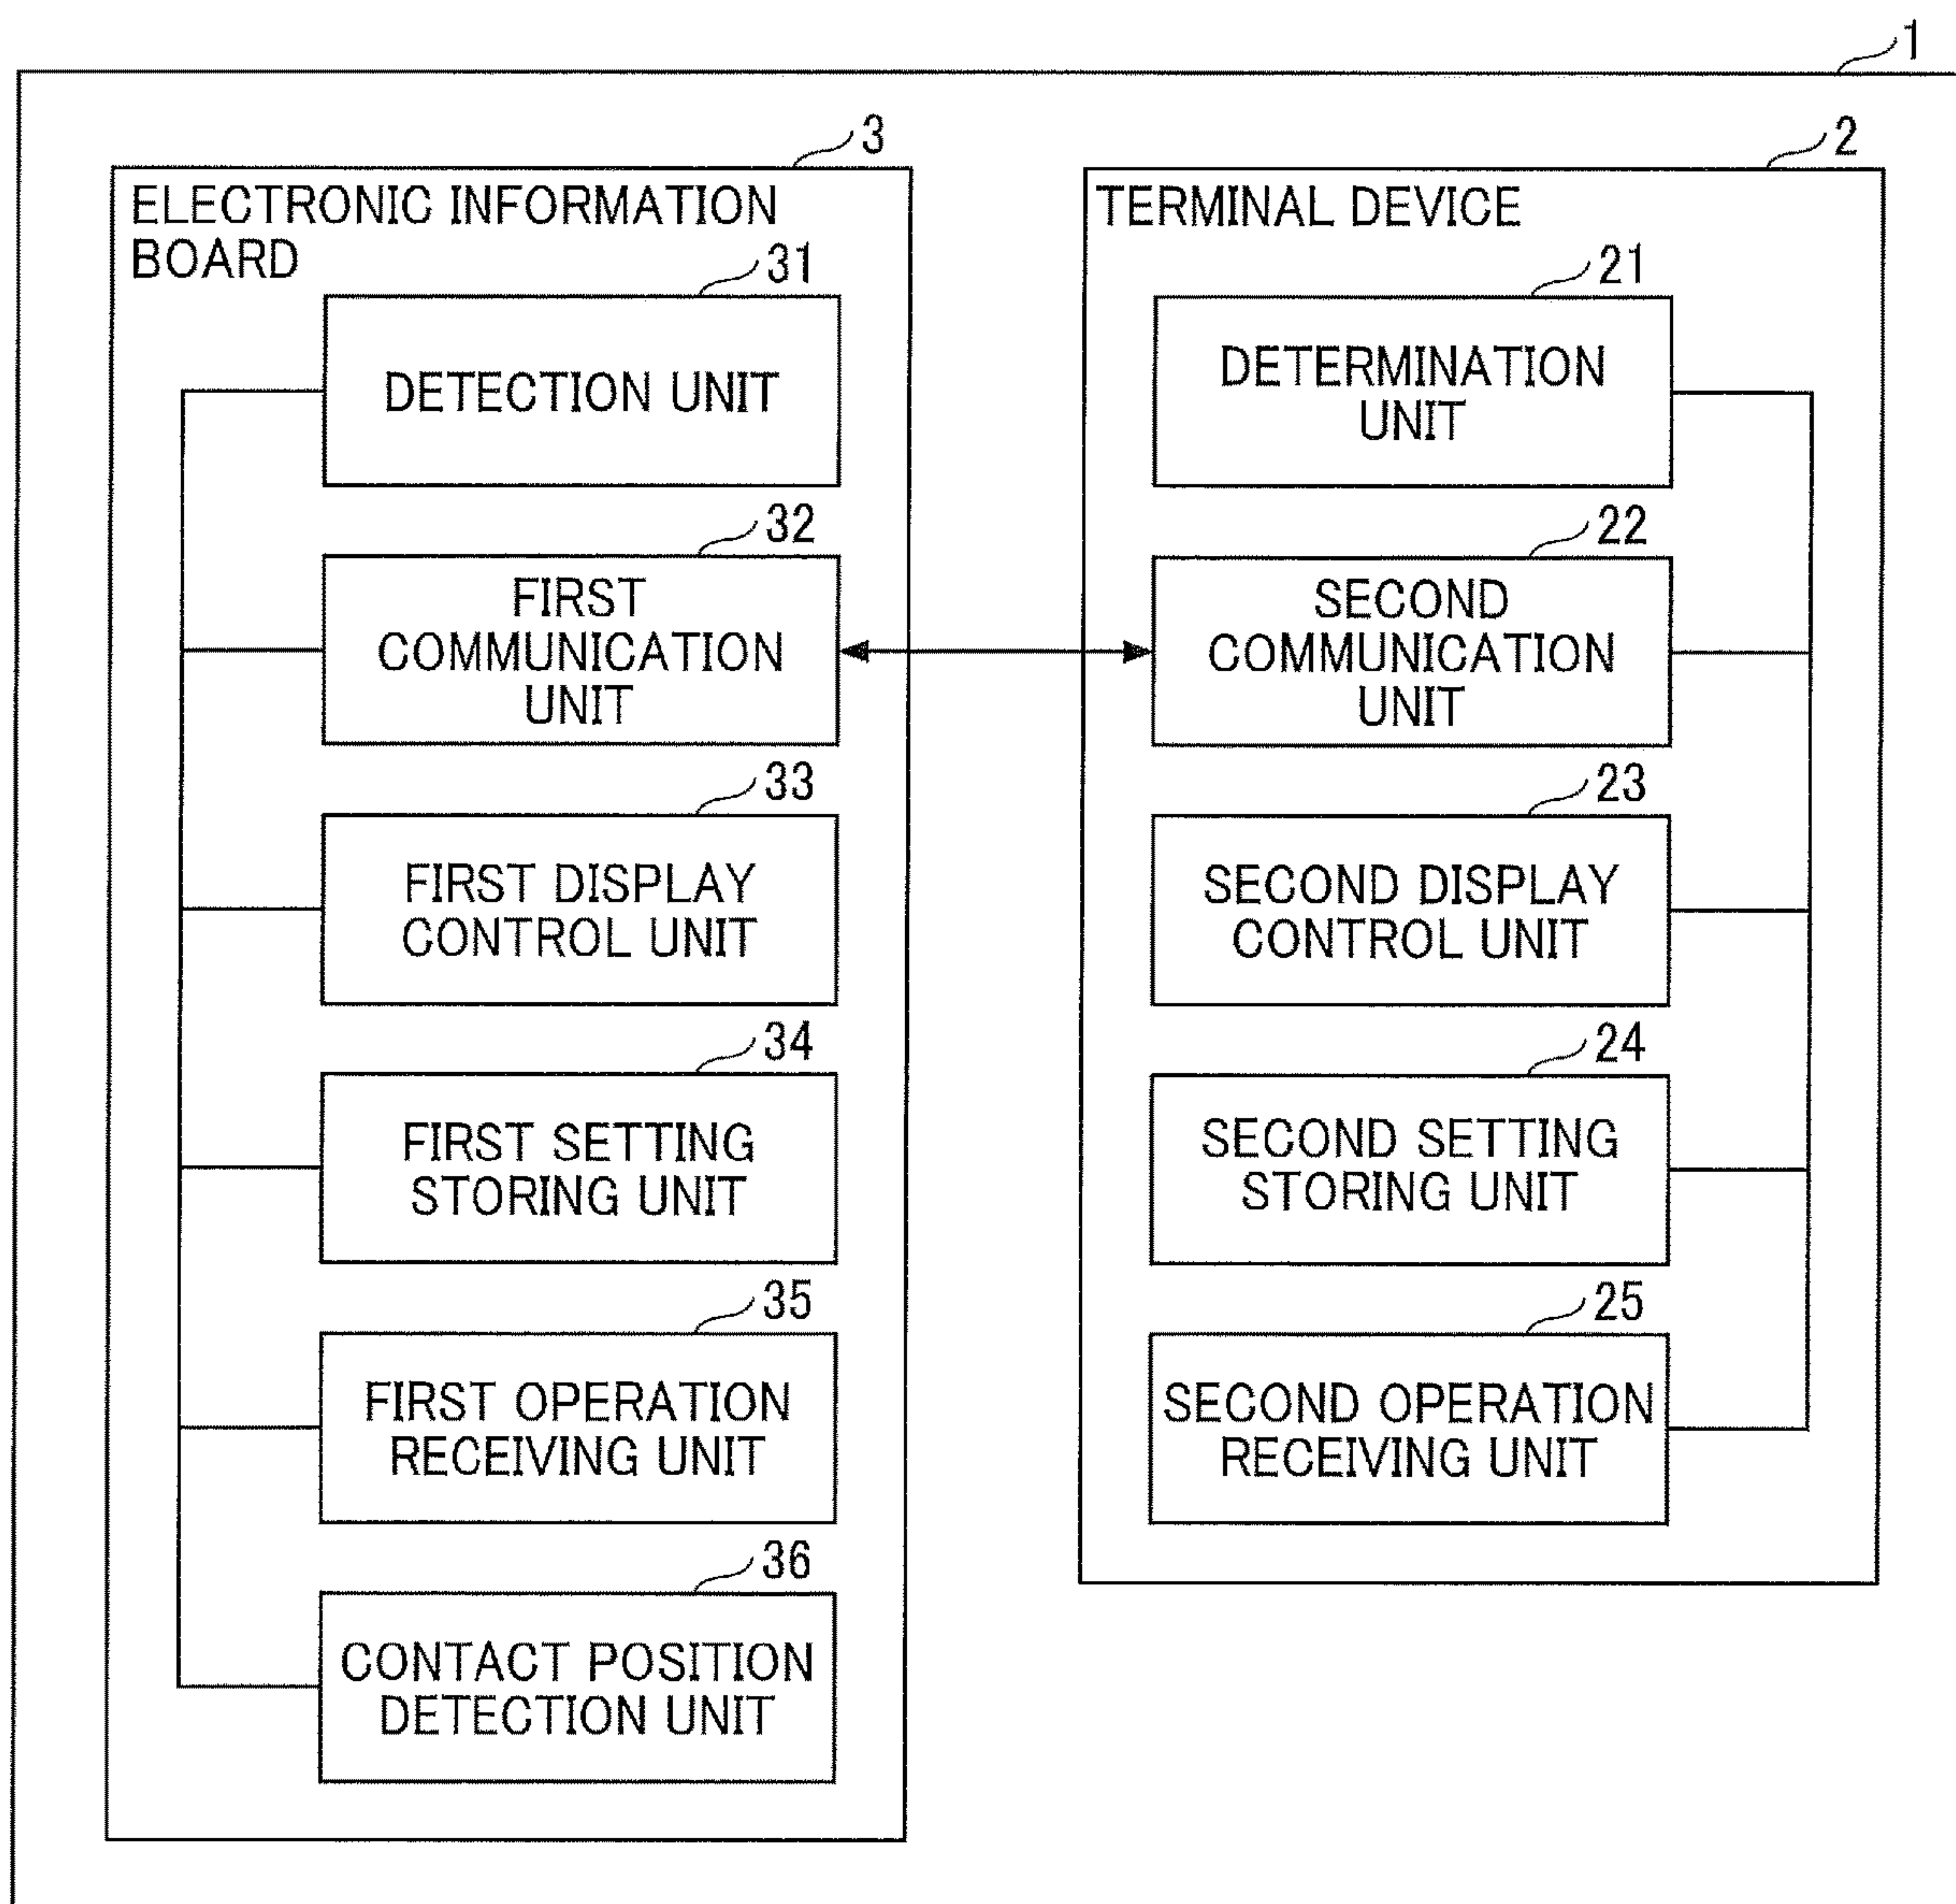 1
3
ELECTRONIC INFORMATION
BOARD
31
DETECTION UNIT
32
FIRST
COMMUNICATION
UNIT
33
FIRST DISPLAY
CONTROL UNIT
34
FIRST SETTING
STORING UNIT
35
FIRST OPERATION
RECEIVING UNIT
36
CONTACT POSITION
DETECTION UNIT
2
TERMINAL DEVICE
21
DETERMINATION
UNIT
22
SECOND
COMMUNICATION
UNIT
23
SECOND DISPLAY
CONTROL UNIT
24
SECOND SETTING
STORING UNIT
25
SECOND OPERATION
RECEIVING UNIT